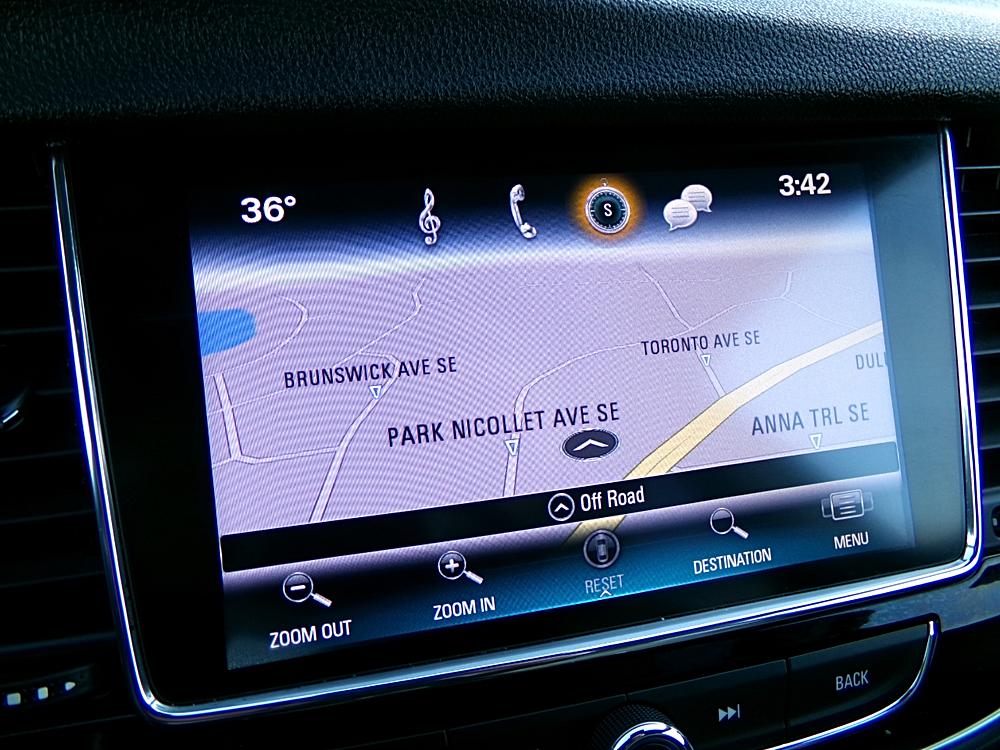 36°
S
3:42
TORONTO AVE SE
BRUNSWICK AVE SE
DUL
PARK NICOLLET AVE SE
ANNA TRL SE
Off Road
ZOOM OUT
ZOOM IN
RESET
DESTINATION
MENU
BACK